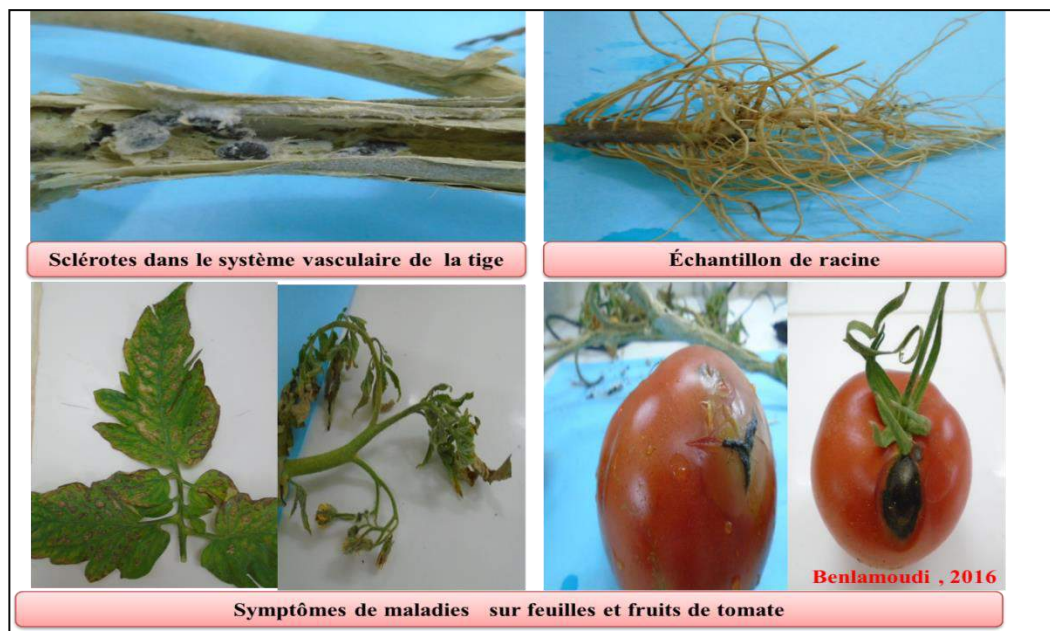 Sclérotes dans le système vasculaire de la tige
Échantillon de racine
Benlamoudi , 2016
Symptômes de maladies sur feuilles et fruits de tomate